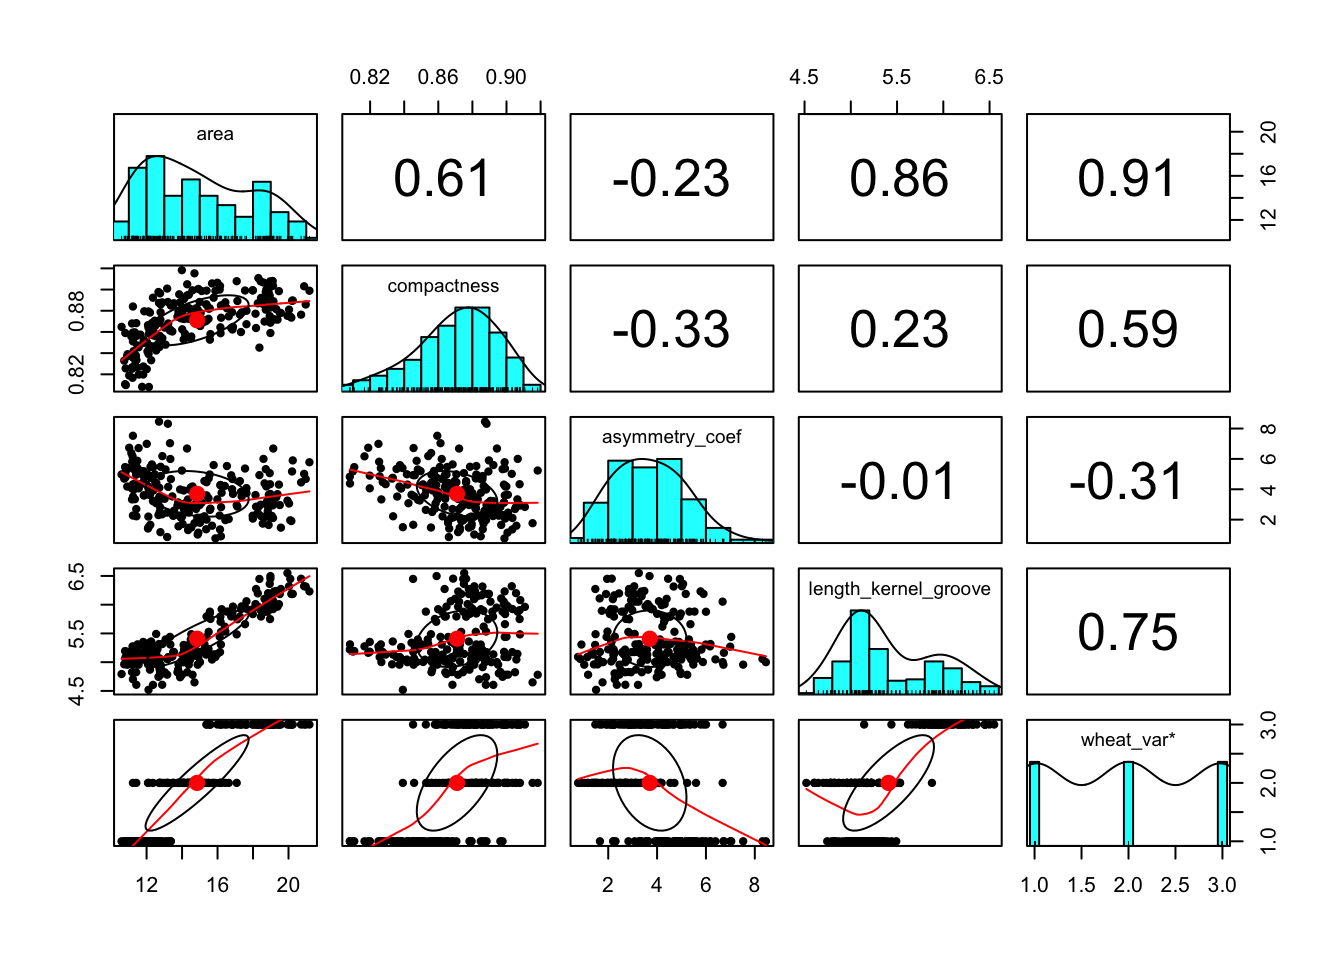 0.82 0.86 0.90 4.5 5.5 6.5
area 0.61 -0.23 0.86 0.91 12 16 20
0.82 0.88 compactness -0.33 0.23 0.59
asymmetry_coef -0.01 -0.31 2 4 6 8
4.5 5.5 6.5 length_kernel_groove 0.75
wheat_var* 1.0 2.0 3.0
12 16 20 2 4 6 8 1.0 1.5 2.0 2.5 3.0